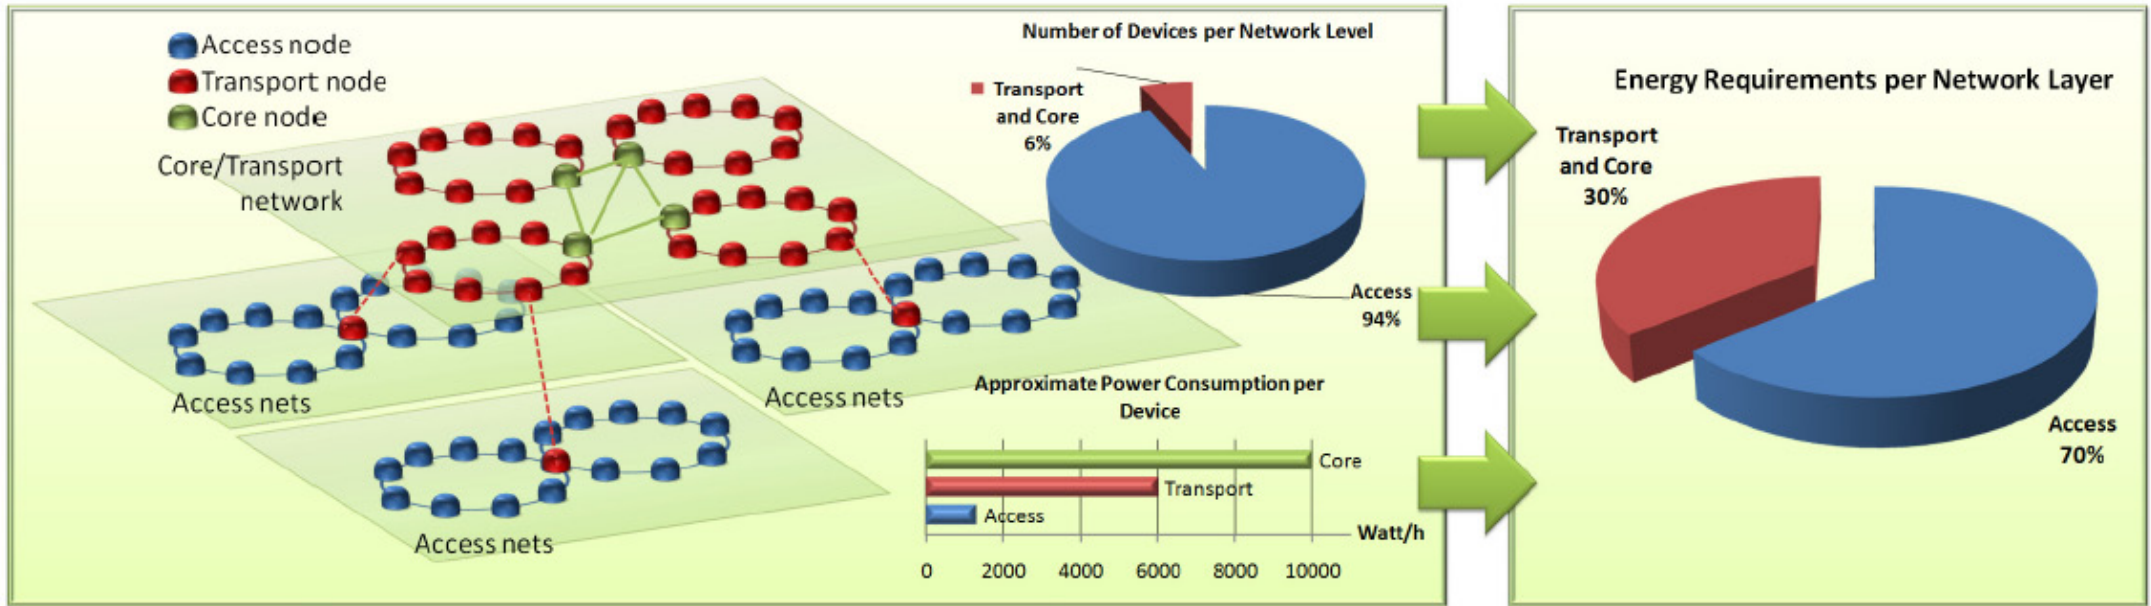 Access node
Transport node
Core node
Core/Transport
network
Access nets
Access nets
Access nets
Number of Devices per Network Level
Transport
and Core
6%
Access
94%
Approximate Power Consumption per
Device
Core
Transport
Access
Watt/h
0 2000 4000 6000 8000 10000
Energy Requirements per Network Layer
Transport
and Core
30%
Access
70%